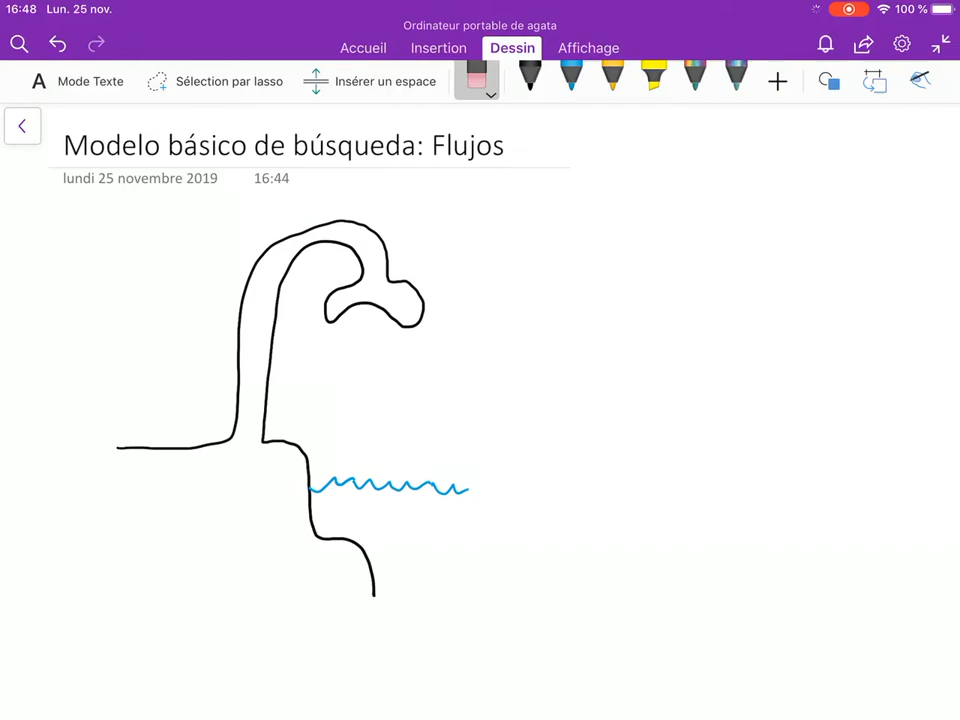 16:48 Lun. 25 nov. 100 %
Ordinateur portable de agata
Accueil Insertion Dessin Affichage
A Mode Texte Sélection par lasso Insérer un espace
Modelo básico de búsqueda: Flujos
lundi 25 novembre 2019 16:44